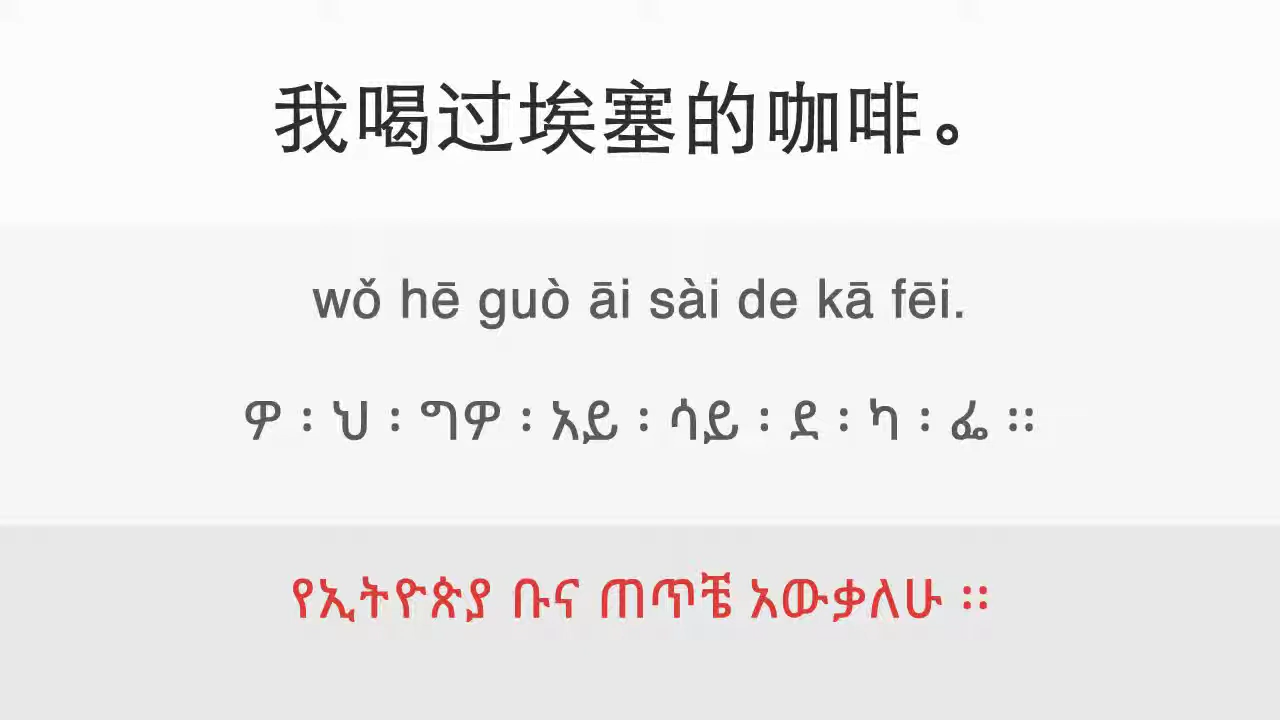 我喝过埃塞的咖啡。
wǒ hē guò āi sài de kā fēi.
ዎ ፡ ህ ፡ ግዎ ፡ አይ ፡ ሳይ ፡ ደ ፡ ካ ፡ ፌ ።
የኢትዮጵያ ቡና ጠጥቼ አውቃለሁ ።